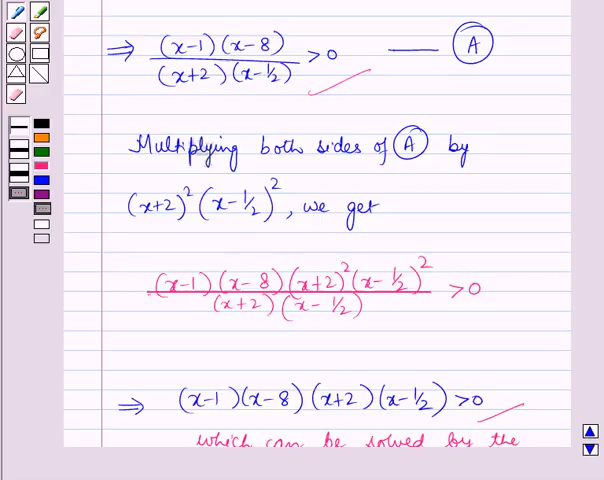 ⇒ (x-1)(x-8) / (x+2)(x-1/2) > 0 —— (A)
Multiplying both sides of (A) by
(x+2)² (x-1/2)², we get
(x-1)(x-8)(x+2)²(x-1/2)² / (x+2)(x-1/2) > 0
⇒ (x-1)(x-8)(x+2)(x-1/2) > 0
which can be solved by the